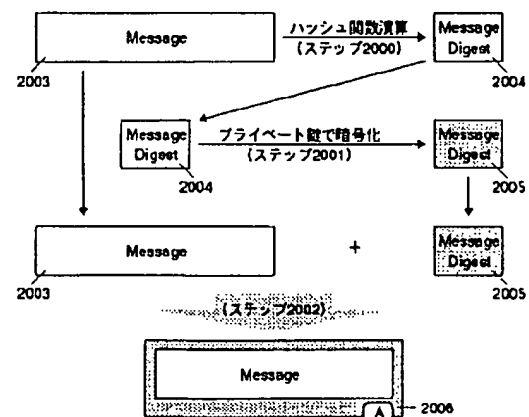 Message
ハッシュ関数演算
(ステップ2000)
Message
Digest
2003
2004
Message
Digest
プライベート鍵で暗号化
(ステップ2001)
Message
Digest
2004
2005
Message
+
Message
Digest
2003
2005
(ステップ2002)
Message
A
2006